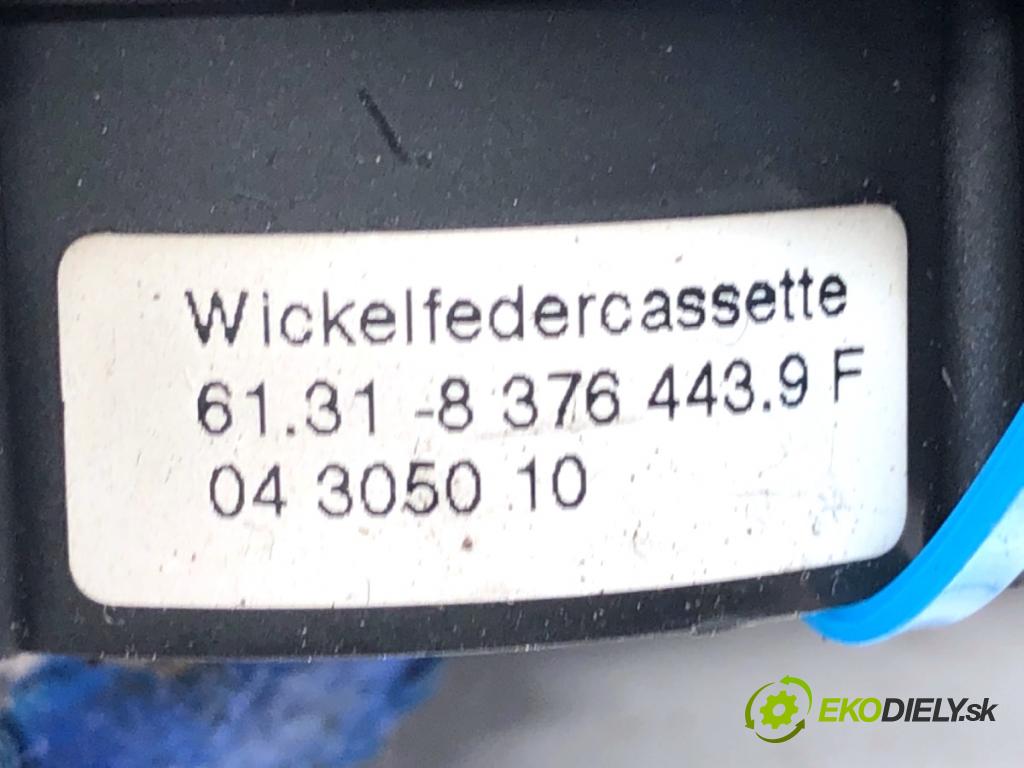 Wickelfedercassette
61.31 -8 376 443.9 F
04 3050 10
EKODIELY.sk